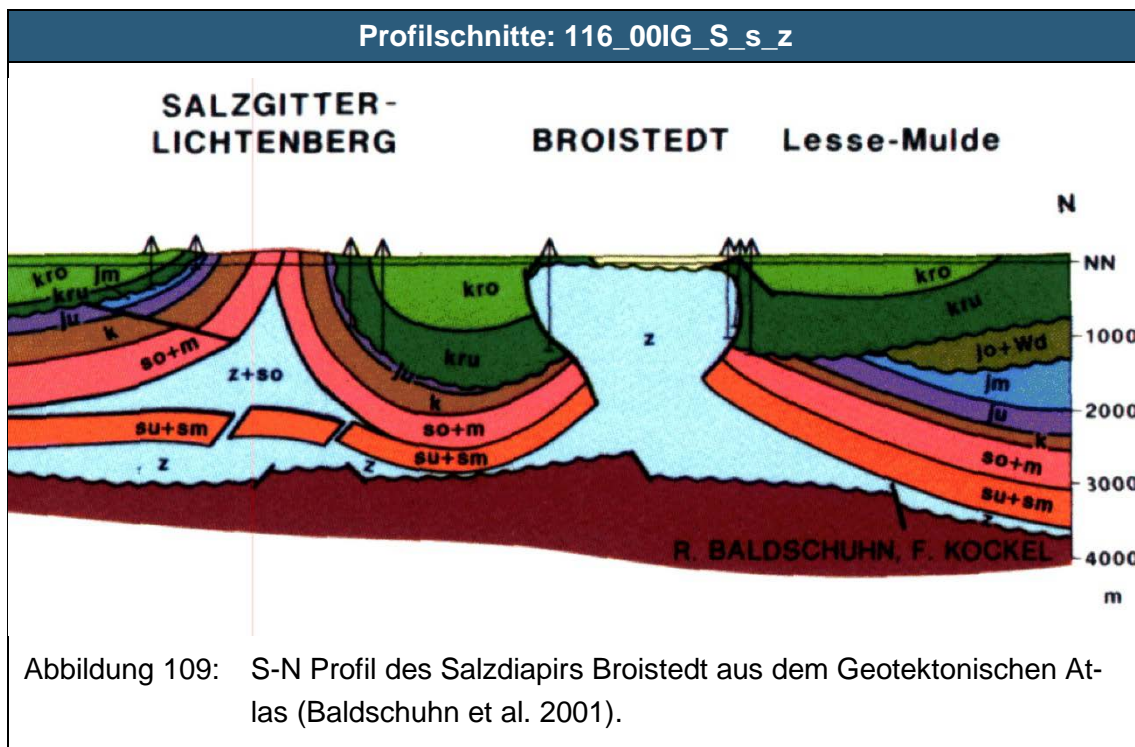 Profilschnitte: 116_00IG_S_s_z
SALZGITTER-
LICHTENBERG
BROISTEDT
Lesse-Mulde
N
NN
1000
2000
3000
4000
m
kro
jm
kru
ju
k
so+m
z+so
su+sm
z
kro
kru
ju
k
so+m
su+sm
z
z
kro
kru
jo+Wd
jm
ju
k
so+m
su+sm
z
R. BALDSCHUHN, F. KOCKEL
Abbildung 109: S-N Profil des Salzdiapirs Broistedt aus dem Geotektonischen At-
las (Baldschuhn et al. 2001).